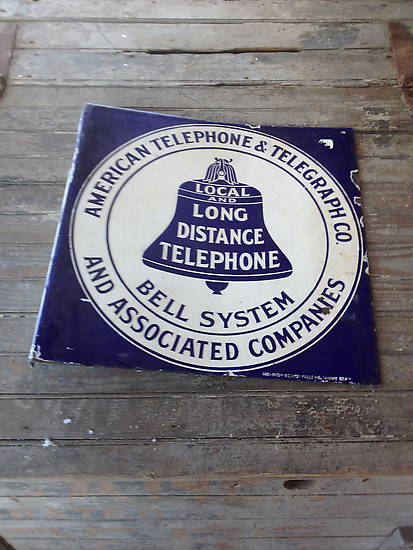 AMERICAN TELEPHONE & TELEGRAPH CO.
LOCAL
AND
LONG
DISTANCE
TELEPHONE
BELL SYSTEM
AND ASSOCIATED COMPANIES